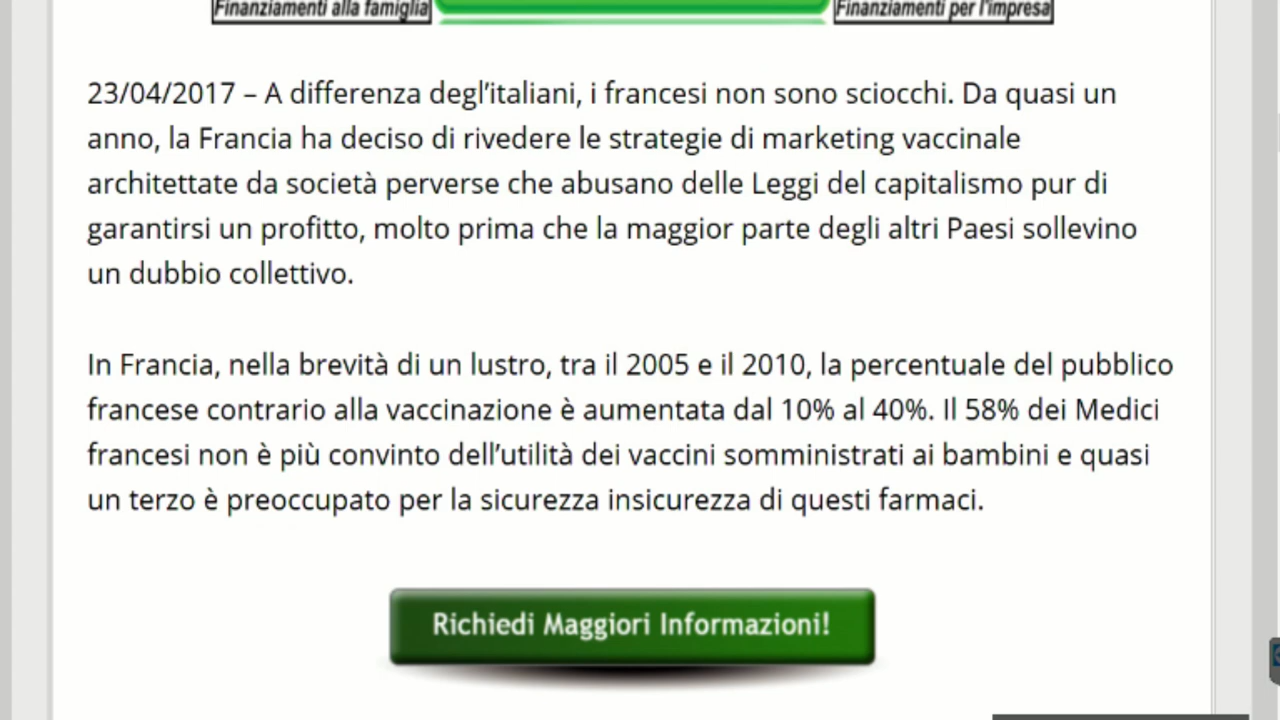 Finanziamenti alla famiglia Finanziamenti per l'impresa
23/04/2017 – A differenza degl’italiani, i francesi non sono sciocchi. Da quasi un
anno, la Francia ha deciso di rivedere le strategie di marketing vaccinale
architettate da società perverse che abusano delle Leggi del capitalismo pur di
garantirsi un profitto, molto prima che la maggior parte degli altri Paesi sollevino
un dubbio collettivo.
In Francia, nella brevità di un lustro, tra il 2005 e il 2010, la percentuale del pubblico
francese contrario alla vaccinazione è aumentata dal 10% al 40%. Il 58% dei Medici
francesi non è più convinto dell’utilità dei vaccini somministrati ai bambini e quasi
un terzo è preoccupato per la sicurezza insicurezza di questi farmaci.
Richiedi Maggiori Informazioni!